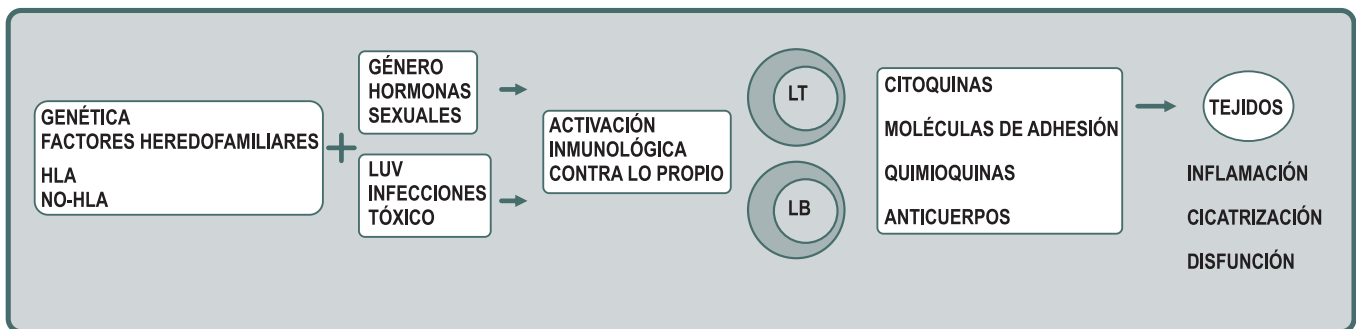 GENÉTICA
FACTORES HEREDOFAMILIARES
HLA
NO-HLA
+
GÉNERO
HORMONAS
SEXUALES
LUV
INFECCIONES
TÓXICO
ACTIVACIÓN
INMUNOLÓGICA
CONTRA LO PROPIO
LT
LB
CITOQUINAS
MOLÉCULAS DE ADHESIÓN
QUIMIOQUINAS
ANTICUERPOS
TEJIDOS
INFLAMACIÓN
CICATRIZACIÓN
DISFUNCIÓN